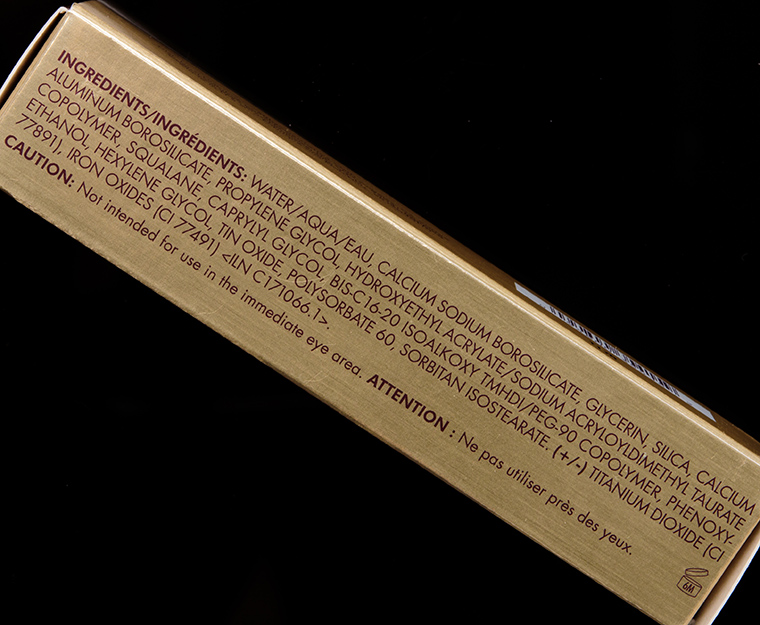 INGREDIENTS/INGRÉDIENTS: WATER/AQUA/EAU, CALCIUM SODIUM BOROSILICATE, GLYCERIN, SILICA, CALCIUM
ALUMINUM BOROSILICATE, PROPYLENE GLYCOL, HYDROXYETHYL ACRYLATE/SODIUM ACRYLOYLDIMETHYL TAURATE
COPOLYMER, SQUALANE, CAPRYLYL GLYCOL, BIS-C16-20 ISOALKOXY TMHDI/PEG-90 COPOLYMER, PHENOXY-
ETHANOL, HEXYLENE GLYCOL, TIN OXIDE, POLYSORBATE 60, SORBITAN ISOSTEARATE. (+/-) TITANIUM DIOXIDE (CI
77891), IRON OXIDES (CI 77491) <ILN C171066.1>.
CAUTION: Not intended for use in the immediate eye area. ATTENTION : Ne pas utiliser près des yeux.
6M